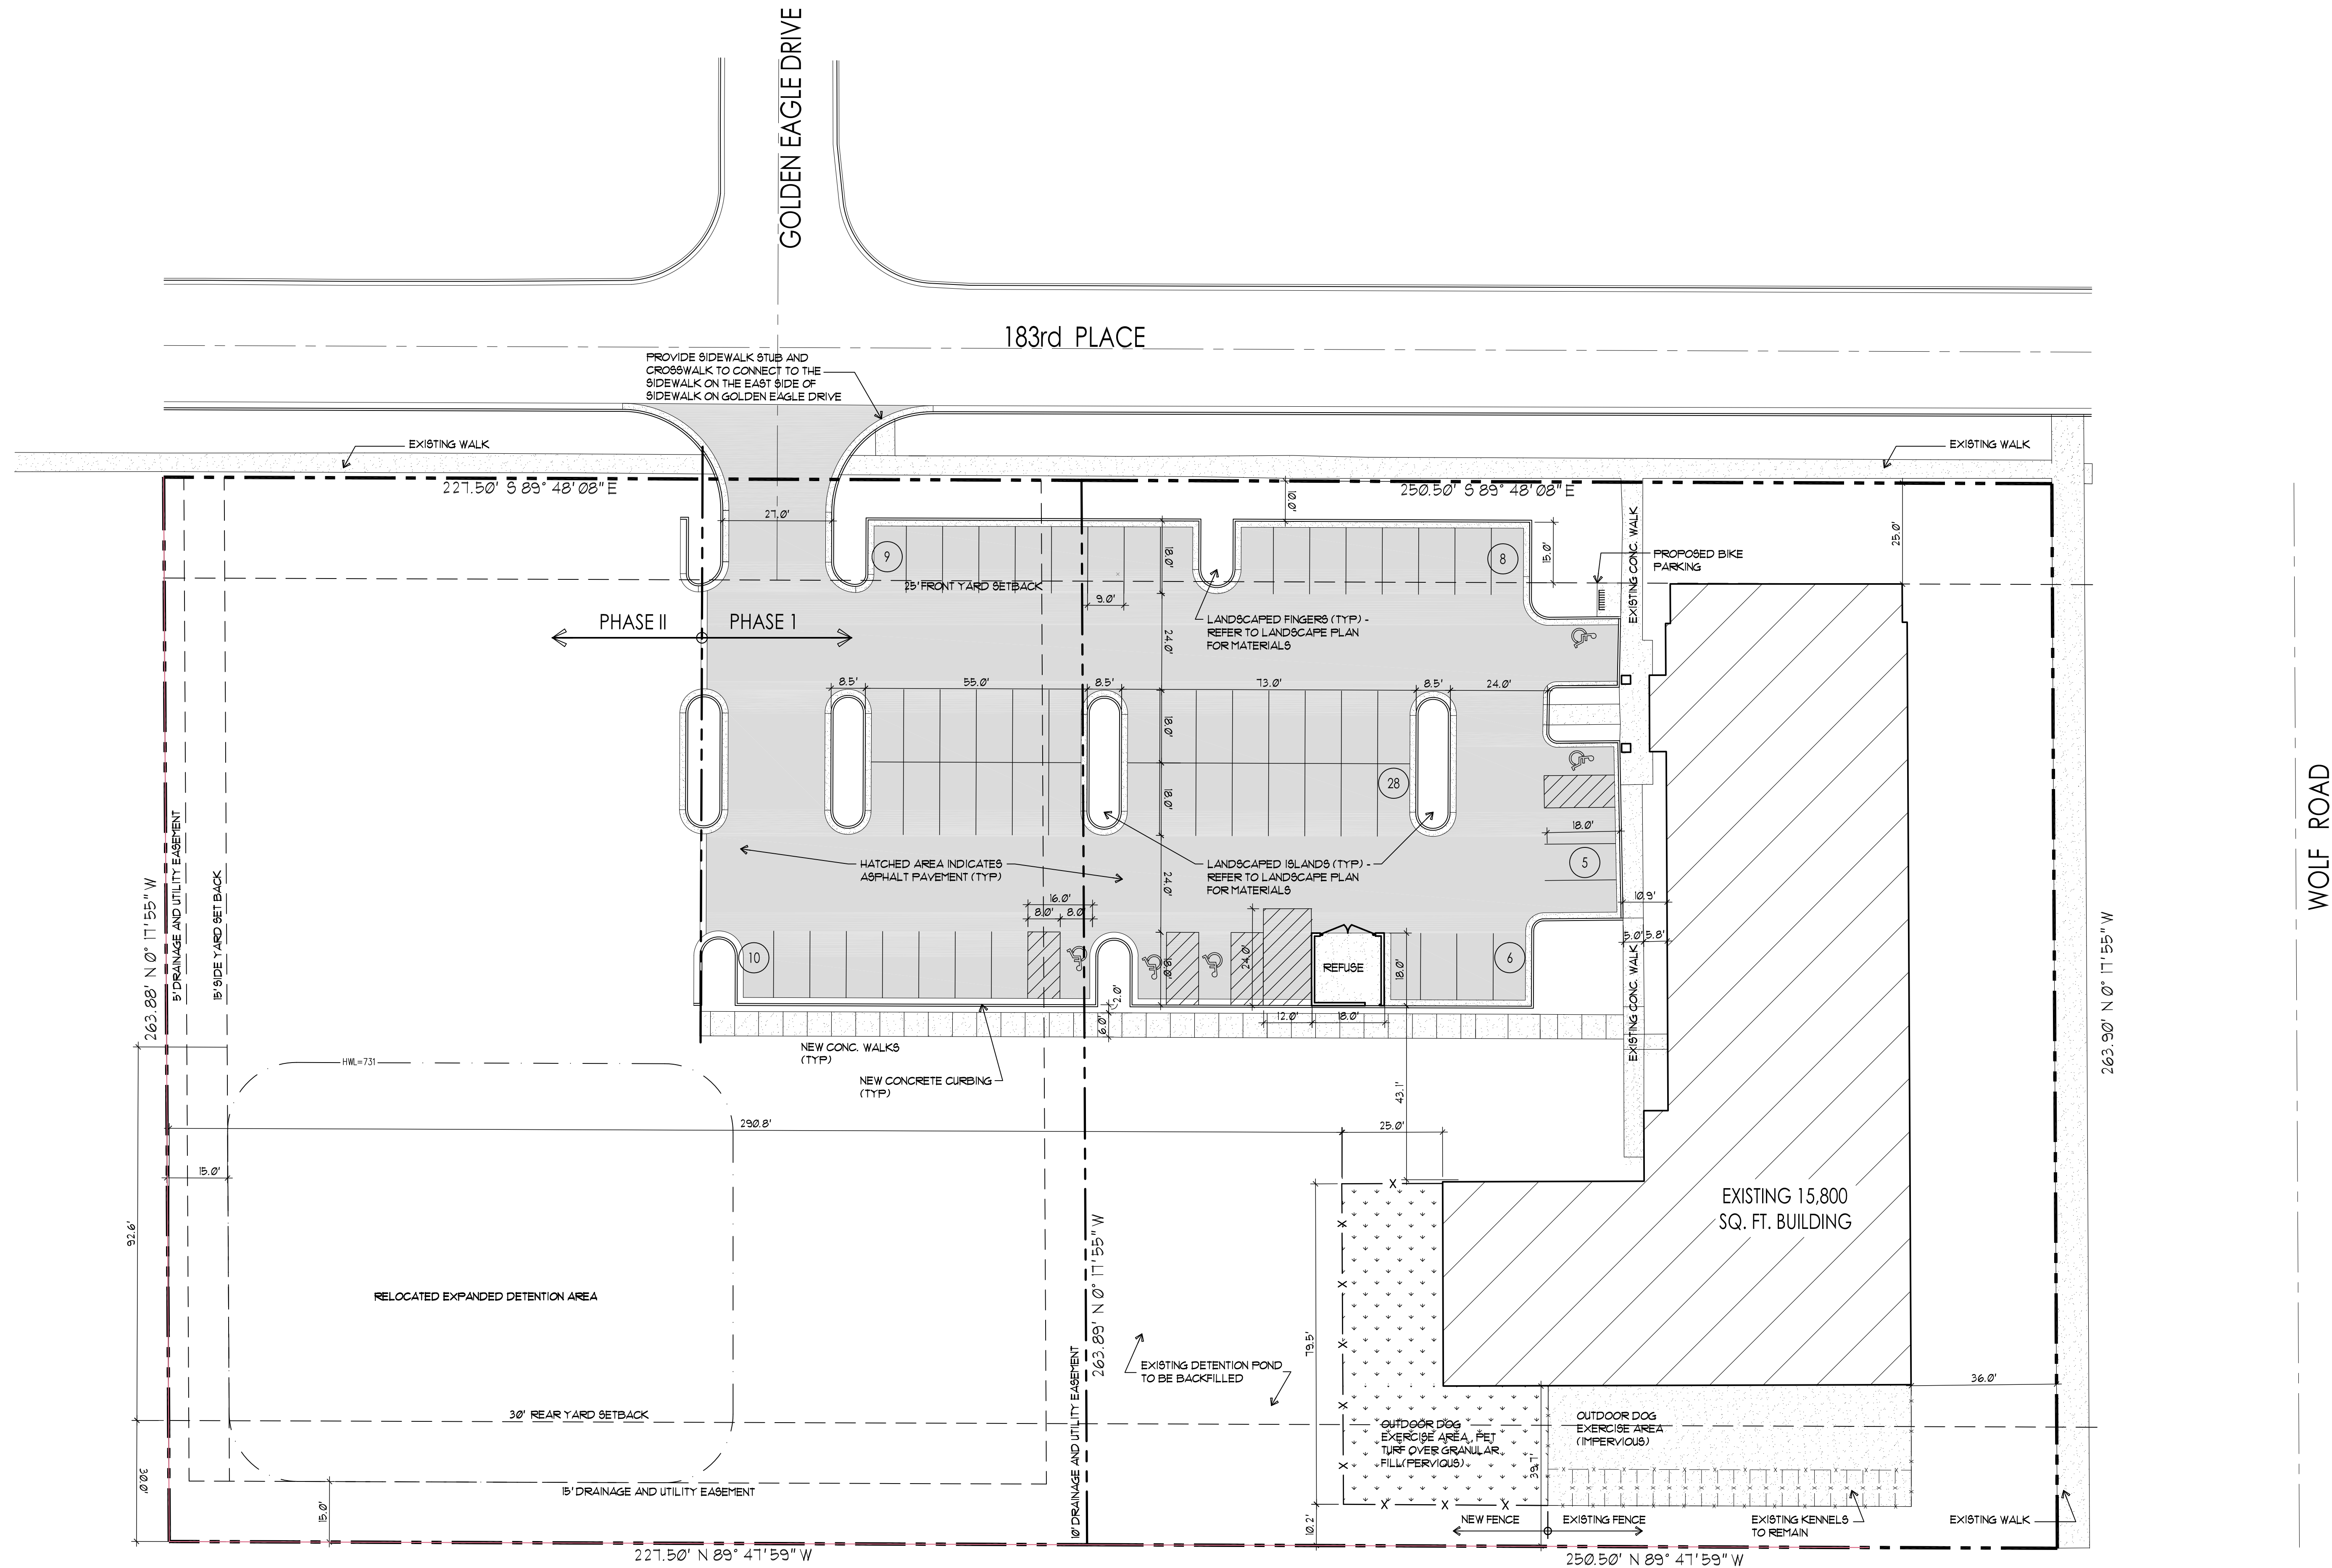 GOLDEN EAGLE DRIVE
183rd PLACE
PROVIDE SIDEWALK STUB AND
CROSSWALK TO CONNECT TO THE
SIDEWALK ON THE EAST SIDE OF
SIDEWALK ON GOLDEN EAGLE DRIVE
EXISTING WALK
EXISTING WALK
227.50' S 89° 48'08" E
250.50' S 89° 48'08" E
27.0'
10.0'
25.0'
9
18.0'
8
15.0'
EXISTING CONC. WALK
PROPOSED BIKE
PARKING
25' FRONT YARD SETBACK
9.0'
PHASE II
PHASE 1
24.0'
LANDSCAPED FINGERS (TYP) -
REFER TO LANDSCAPE PLAN
FOR MATERIALS
8.5'
55.0'
8.5'
73.0'
8.5'
24.0'
18.0'
28
18.0'
18.0'
5
WOLF ROAD
5' DRAINAGE AND UTILITY EASEMENT
15' SIDE YARD SET BACK
263.88' N 0° 17'55" W
HATCHED AREA INDICATES
ASPHALT PAVEMENT (TYP)
LANDSCAPED ISLANDS (TYP) -
REFER TO LANDSCAPE PLAN
FOR MATERIALS
24.0'
16.0'
8.0'
8.0'
10.9'
5.0'
5.8'
263.90' N 0° 17'55" W
10
18.0'
24.0'
REFUSE
18.0'
6
2.0'
6.0'
12.0'
18.0'
EXISTING CONC. WALK
NEW CONC. WALKS
(TYP)
NEW CONCRETE CURBING
(TYP)
HWL=731
43.1'
290.8'
25.0'
15.0'
92.6'
EXISTING 15,800
SQ. FT. BUILDING
RELOCATED EXPANDED DETENTION AREA
263.89' N 0° 17'55" W
10' DRAINAGE AND UTILITY EASEMENT
79.5'
EXISTING DETENTION POND
TO BE BACKFILLED
36.0'
30' REAR YARD SETBACK
OUTDOOR DOG
EXERCISE AREA, PET
TURF OVER GRANULAR
FILL(PERVIOUS)
OUTDOOR DOG
EXERCISE AREA
(IMPERVIOUS)
39.7'
30.0'
15.0'
15' DRAINAGE AND UTILITY EASEMENT
10.2'
NEW FENCE
EXISTING FENCE
EXISTING KENNELS
TO REMAIN
EXISTING WALK
227.50' N 89° 47'59" W
250.50' N 89° 47'59" W